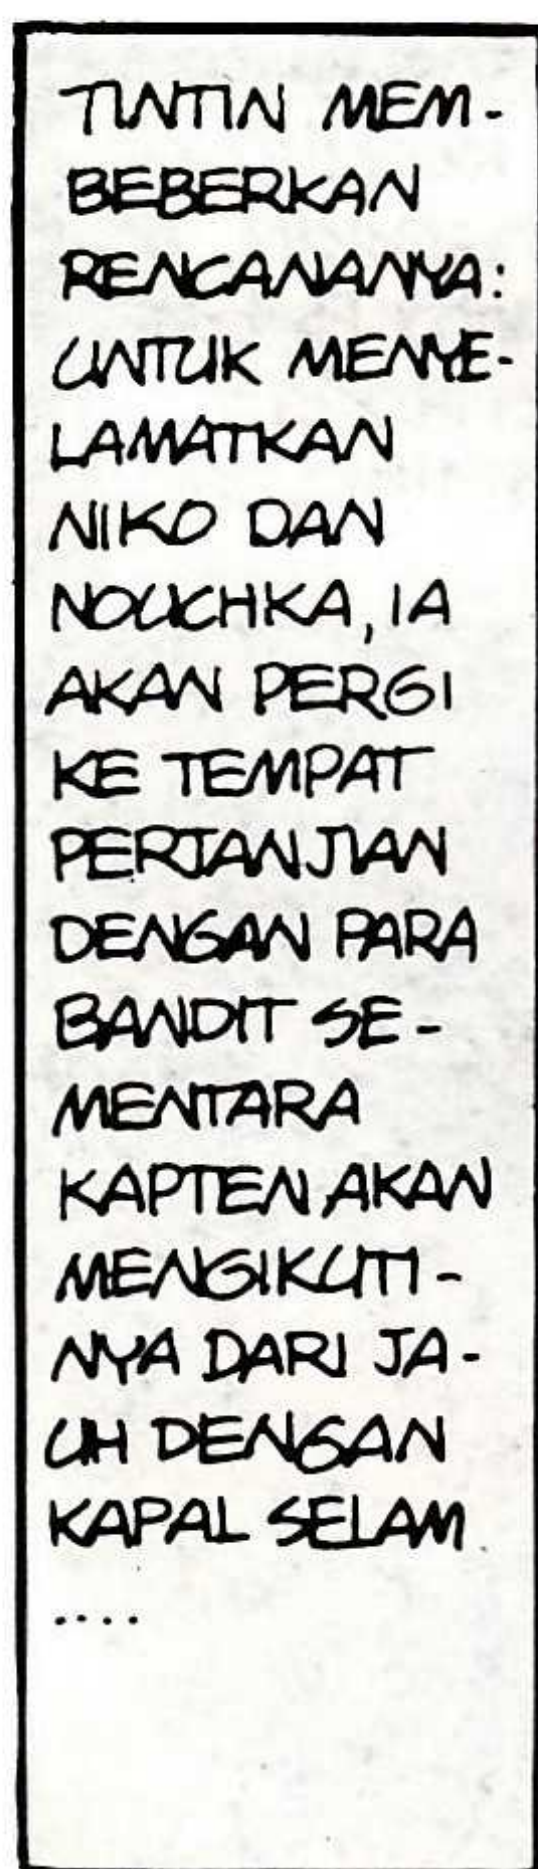 TINTIN MEM-
BEBERKAN
RENCANANYA:
UNTUK MENYE-
LAMATKAN
NIKO DAN
NOUCHKA, IA
AKAN PERGI
KE TEMPAT
PERJANJIAN
DENGAN PARA
BANDIT SE-
MENTARA
KAPTEN AKAN
MENGIKUTI-
NYA DARI JA-
UH DENGAN
KAPAL SELAM
....